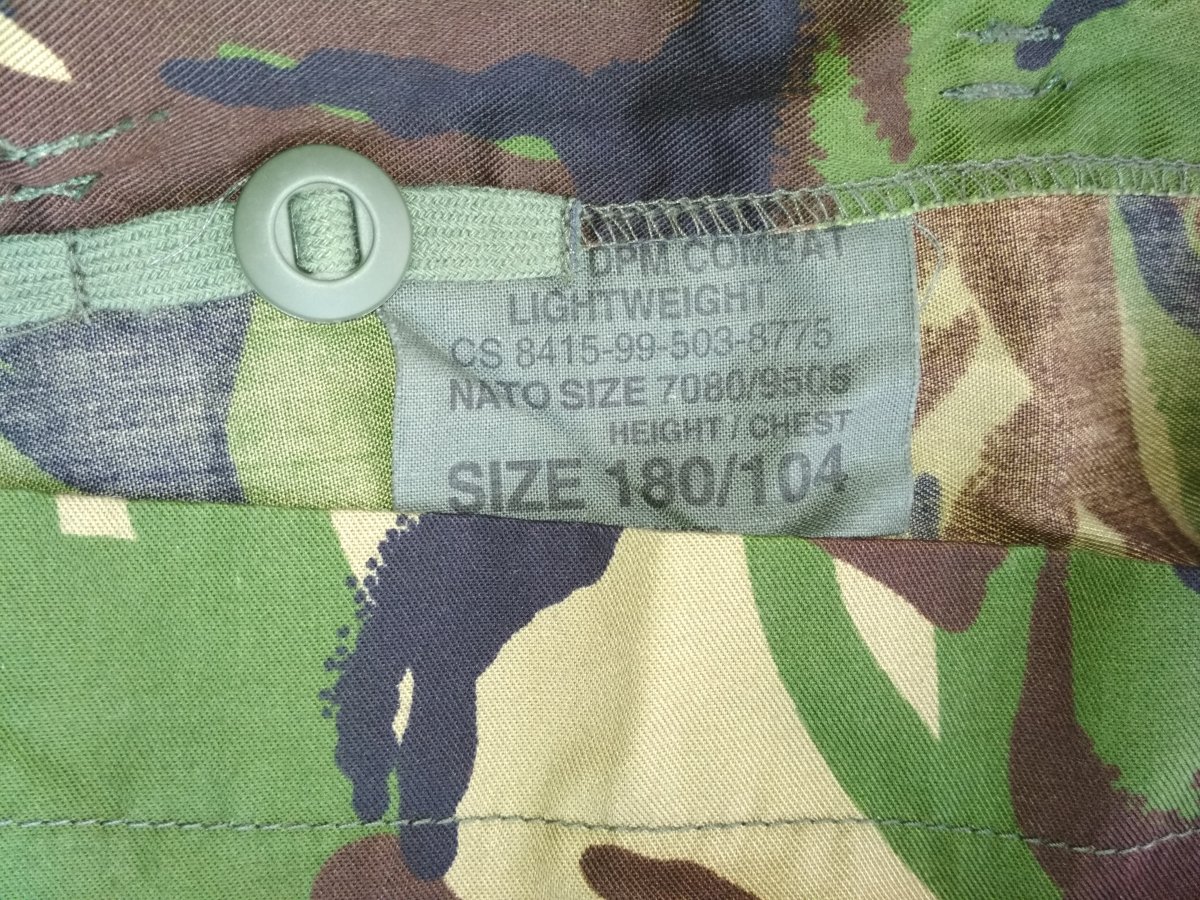 DPM COMBAT
LIGHTWEIGHT
CS 8415-99-503-8775
NATO SIZE 7080/9505
HEIGHT / CHEST
SIZE 180/104